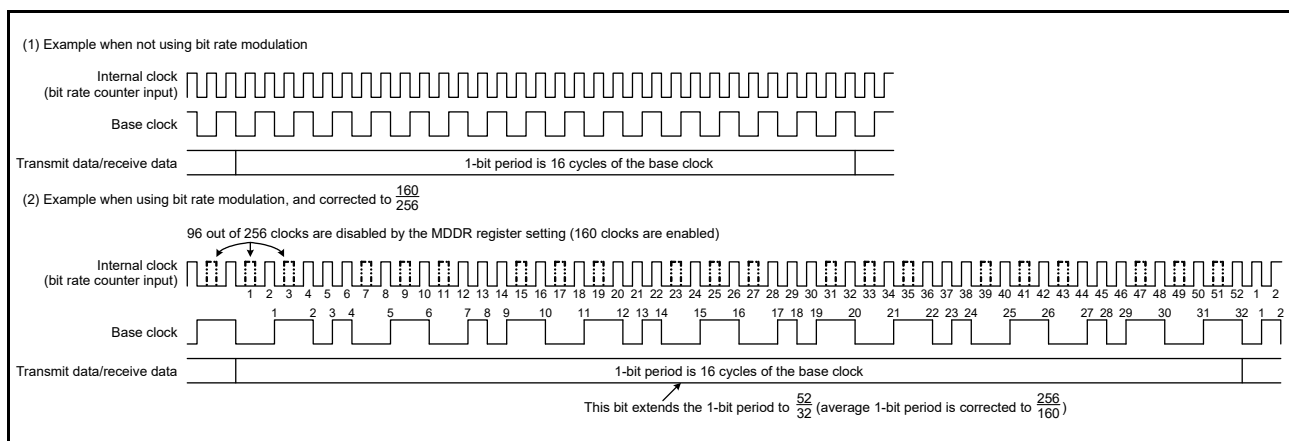 (1) Example when not using bit rate modulation
Internal clock
(bit rate counter input)
Base clock
Transmit data/receive data
1-bit period is 16 cycles of the base clock
(2) Example when using bit rate modulation, and corrected to 160/256
96 out of 256 clocks are disabled by the MDDR register setting (160 clocks are enabled)
Internal clock
(bit rate counter input)
1 2 3 4 5 6 7 8 9 10 11 12 13 14 15 16 17 18 19 20 21 22 23 24 25 26 27 28 29 30 31 32 33 34 35 36 37 38 39 40 41 42 43 44 45 46 47 48 49 50 51 52 1 2
1 2 3 4 5 6 7 8 9 10 11 12 13 14 15 16 17 18 19 20 21 22 23 24 25 26 27 28 29 30 31 32 1 2
Base clock
Transmit data/receive data
1-bit period is 16 cycles of the base clock
This bit extends the 1-bit period to 52/32 (average 1-bit period is corrected to 256/160)